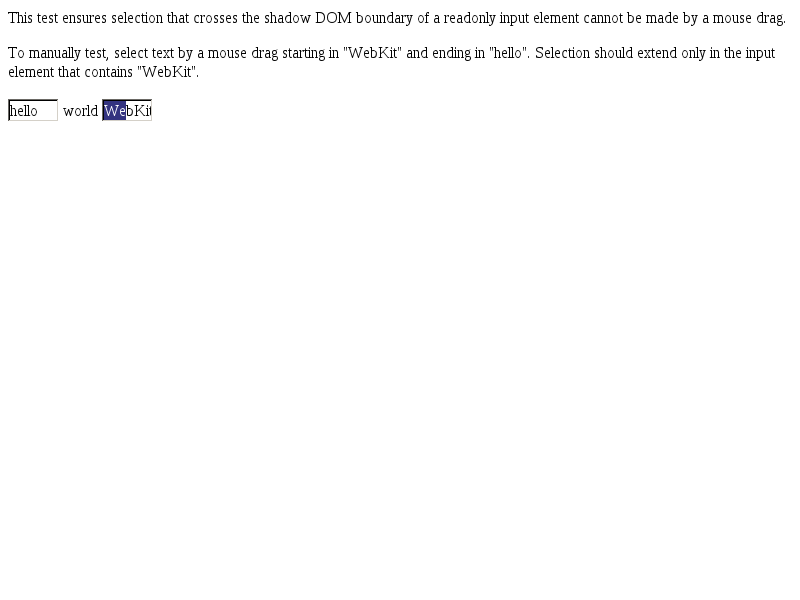 This test ensures selection that crosses the shadow DOM boundary of a readonly input element cannot be made by a mouse drag.
To manually test, select text by a mouse drag starting in "WebKit" and ending in "hello". Selection should extend only in the input
element that contains "WebKit".
hello world WebKit